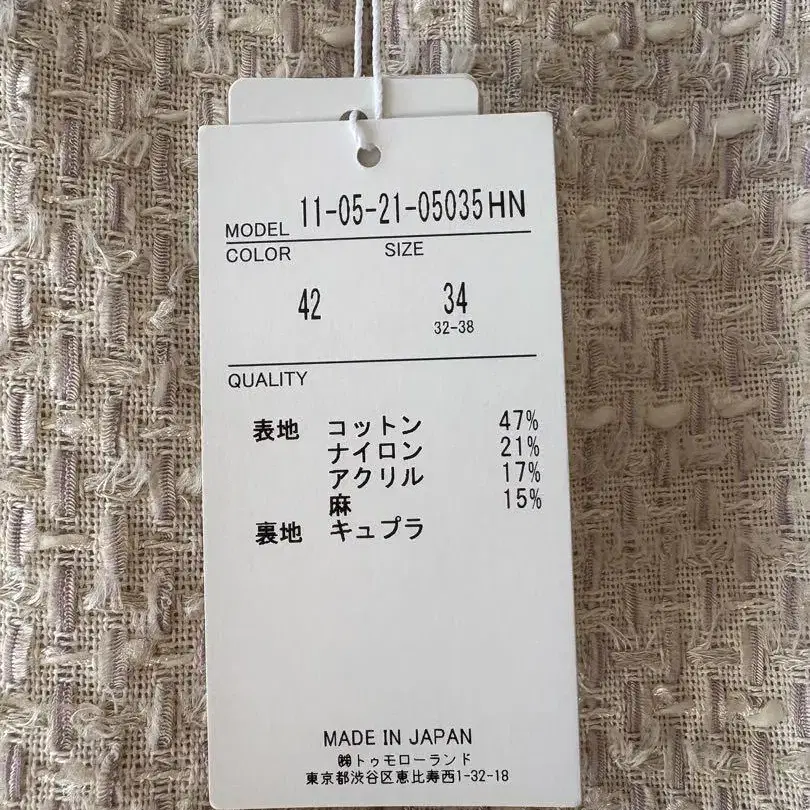 MODEL 11-05-21-05035HN
COLOR SIZE
42 34
32-38
QUALITY
表地 コットン 47%
ナイロン 21%
アクリル 17%
麻 15%
裏地 キュプラ
MADE IN JAPAN
㈱トゥモローランド
東京都渋谷区恵比寿西1-32-18